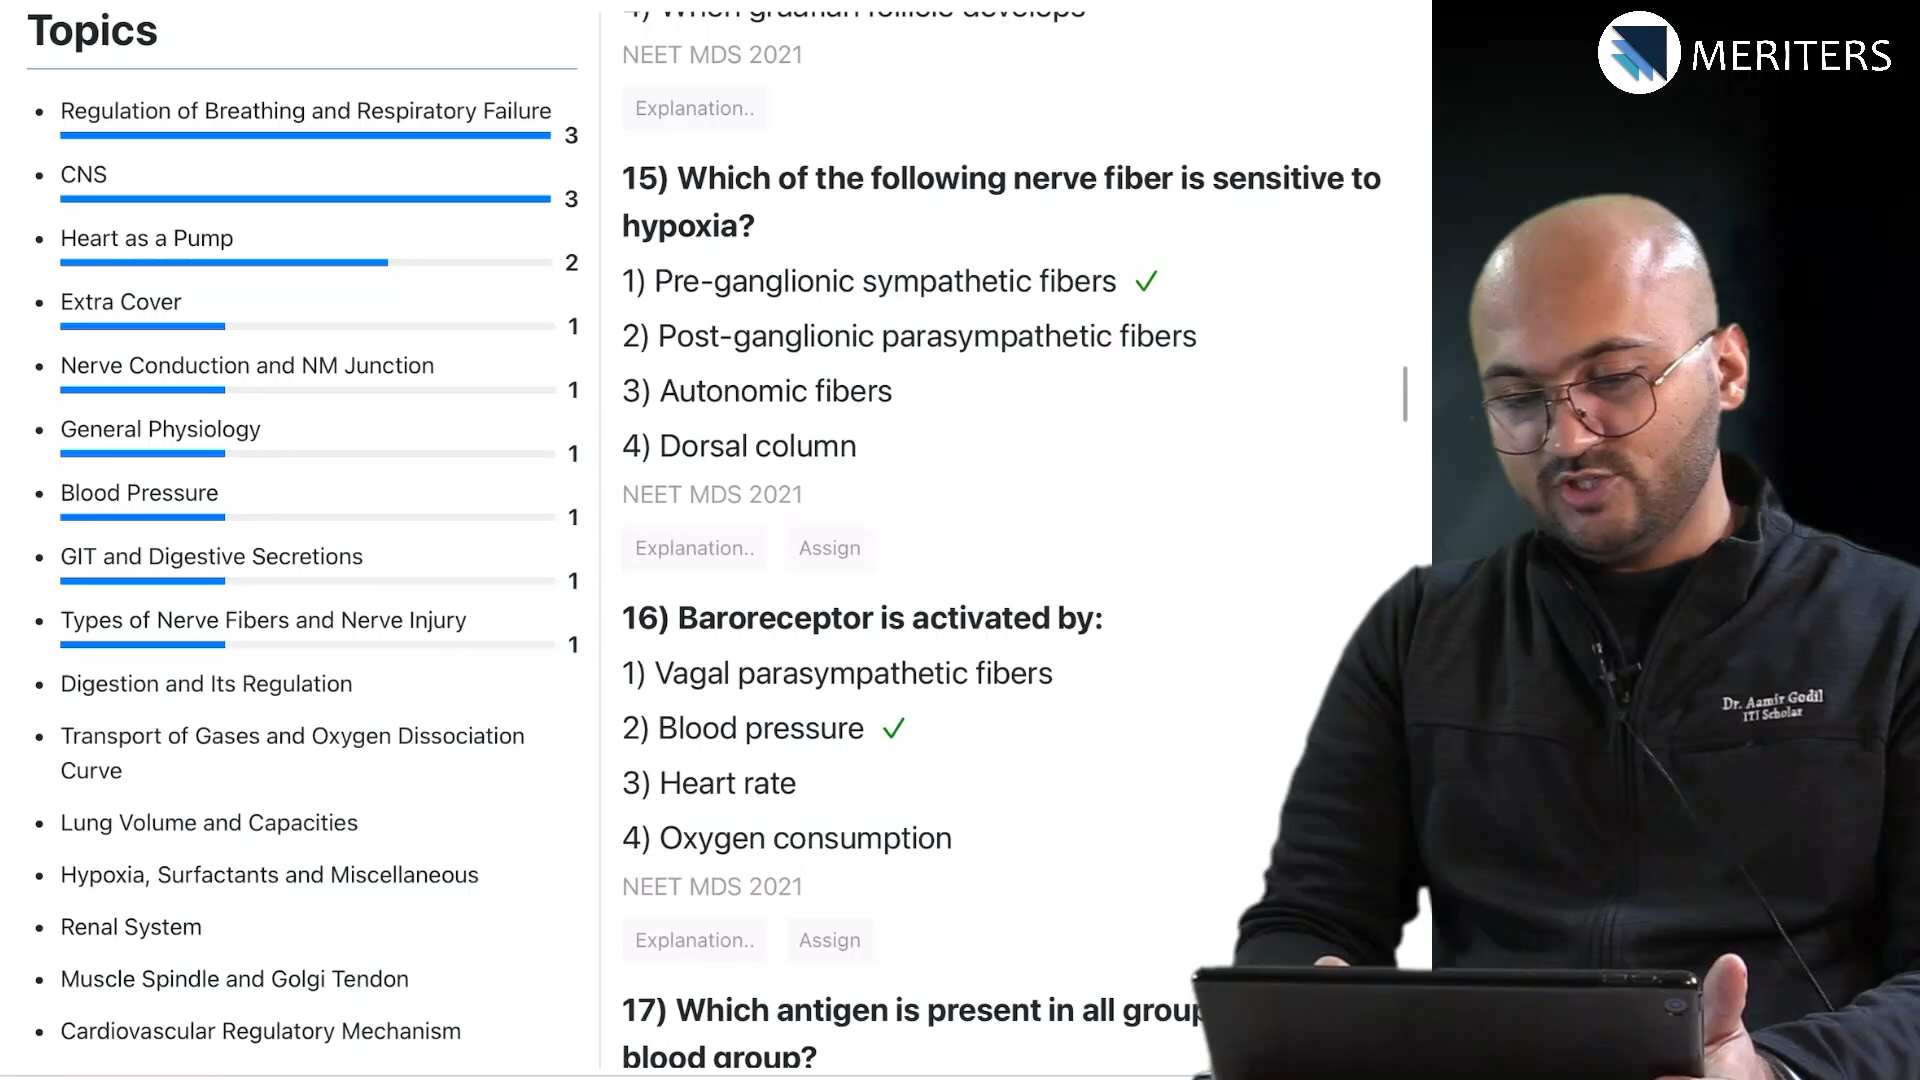 Topics
Regulation of Breathing and Respiratory Failure
3
CNS
3
Heart as a Pump
2
Extra Cover
1
Nerve Conduction and NM Junction
1
General Physiology
1
Blood Pressure
1
GIT and Digestive Secretions
1
Types of Nerve Fibers and Nerve Injury
1
Digestion and Its Regulation
Transport of Gases and Oxygen Dissociation
Curve
Lung Volume and Capacities
Hypoxia, Surfactants and Miscellaneous
Renal System
Muscle Spindle and Golgi Tendon
Cardiovascular Regulatory Mechanism
4) When graafian follicle develops
NEET MDS 2021
Explanation..
15) Which of the following nerve fiber is sensitive to
hypoxia?
1) Pre-ganglionic sympathetic fibers ✓
2) Post-ganglionic parasympathetic fibers
3) Autonomic fibers
4) Dorsal column
NEET MDS 2021
Explanation.. Assign
16) Baroreceptor is activated by:
1) Vagal parasympathetic fibers
2) Blood pressure ✓
3) Heart rate
4) Oxygen consumption
NEET MDS 2021
Explanation.. Assign
17) Which antigen is present in all group
blood group?
MERITERS
Dr. Aamir Godil
ITI Scholar